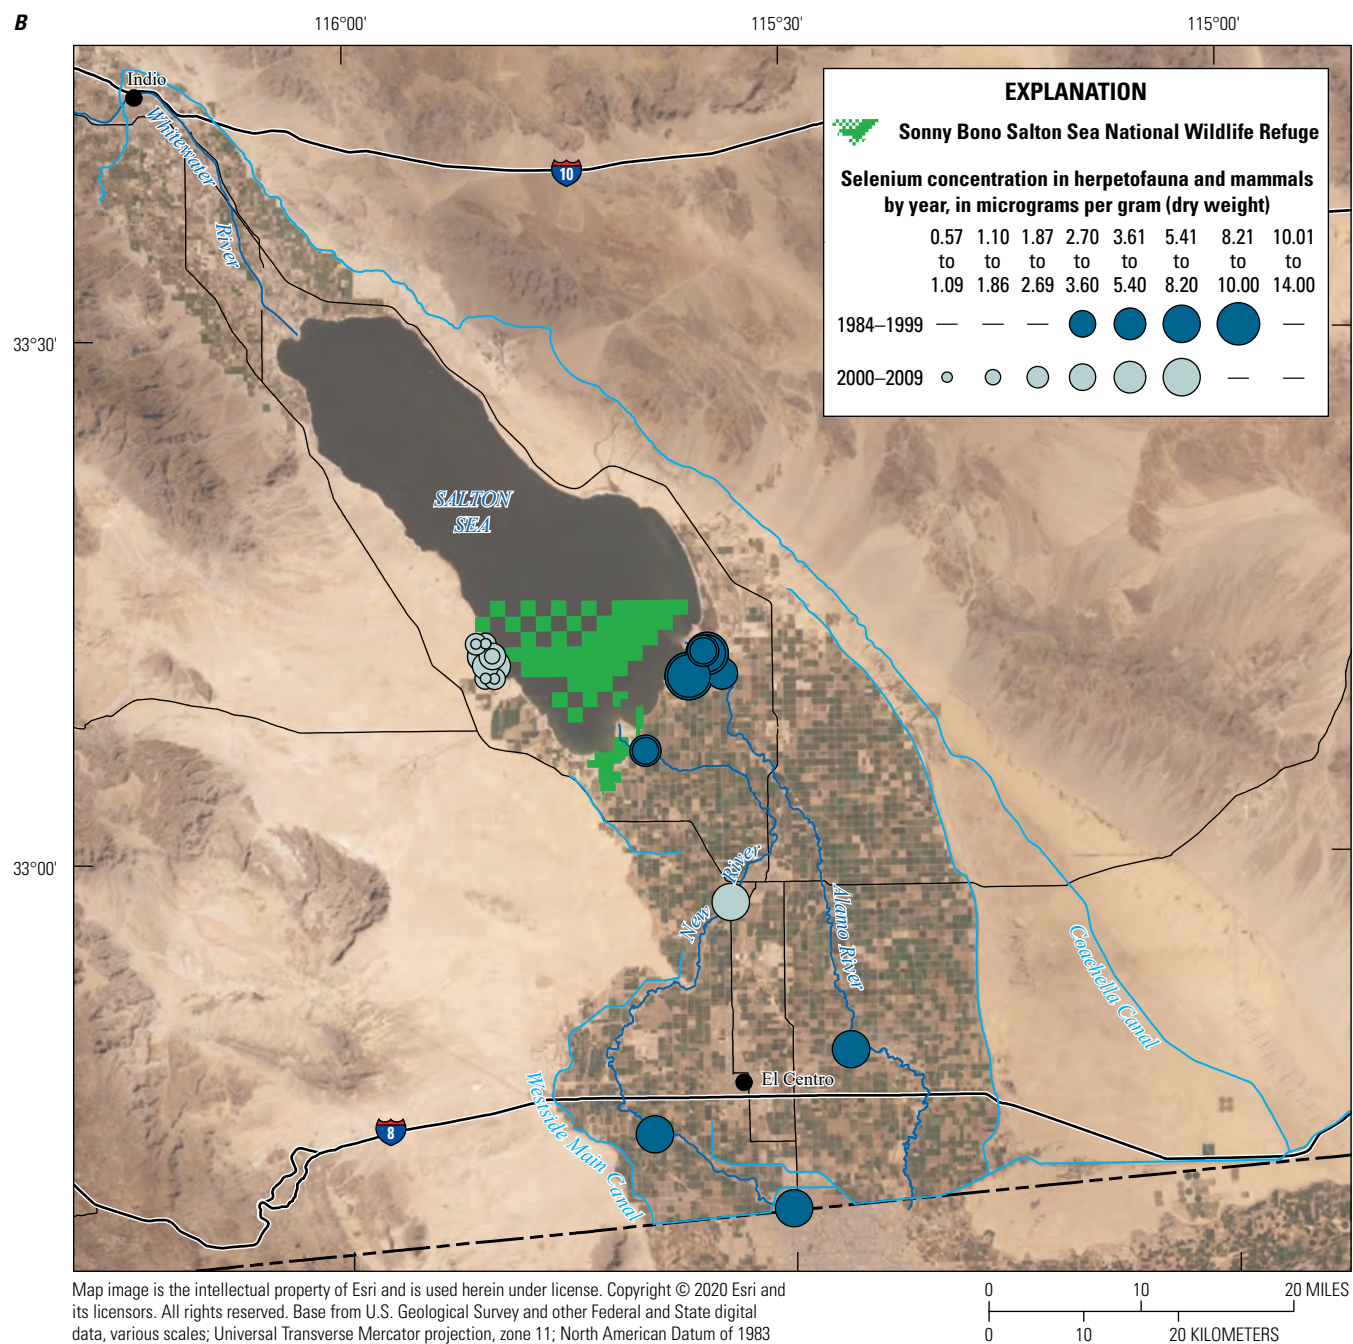 B
116°00'
115°30'
115°00'
Indio
Whitewater
River
10
EXPLANATION
Sonny Bono Salton Sea National Wildlife Refuge
Selenium concentration in herpetofauna and mammals
by year, in micrograms per gram (dry weight)
0.57 1.10 1.87 2.70 3.61 5.41 8.21 10.01
to to to to to to to to
1.09 1.86 2.69 3.60 5.40 8.20 10.00 14.00
1984–1999 — — — —
2000–2009 — —
33°30'
SALTON
SEA
33°00'
New River
Alamo River
Coachella Canal
El Centro
Westside Main Canal
8
Map image is the intellectual property of Esri and is used herein under license. Copyright © 2020 Esri and
its licensors. All rights reserved. Base from U.S. Geological Survey and other Federal and State digital
data, various scales; Universal Transverse Mercator projection, zone 11; North American Datum of 1983
0 10 20 MILES
0 10 20 KILOMETERS